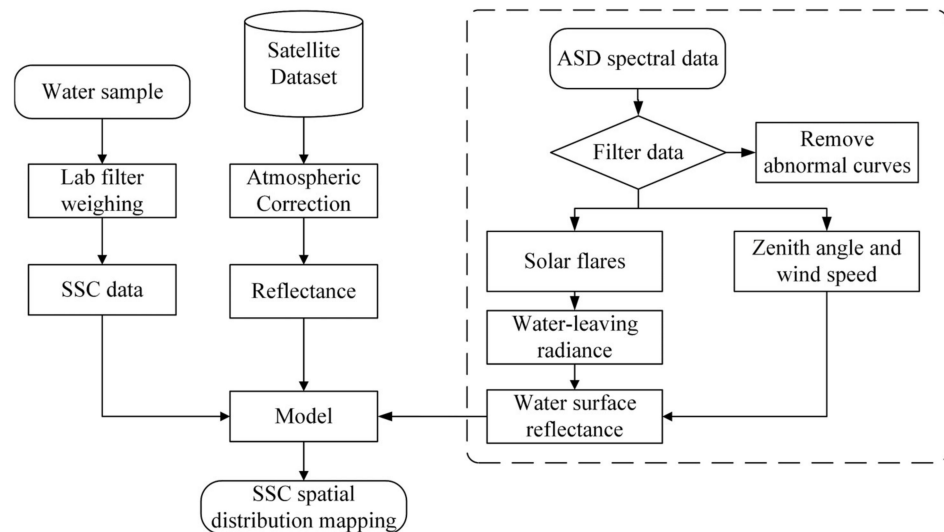 Water sample
Lab filter
weighing
SSC data
Satellite
Dataset
Atmospheric
Correction
Reflectance
Model
SSC spatial
distribution mapping
ASD spectral data
Filter data
Remove
abnormal curves
Solar flares
Zenith angle and
wind speed
Water-leaving
radiance
Water surface
reflectance